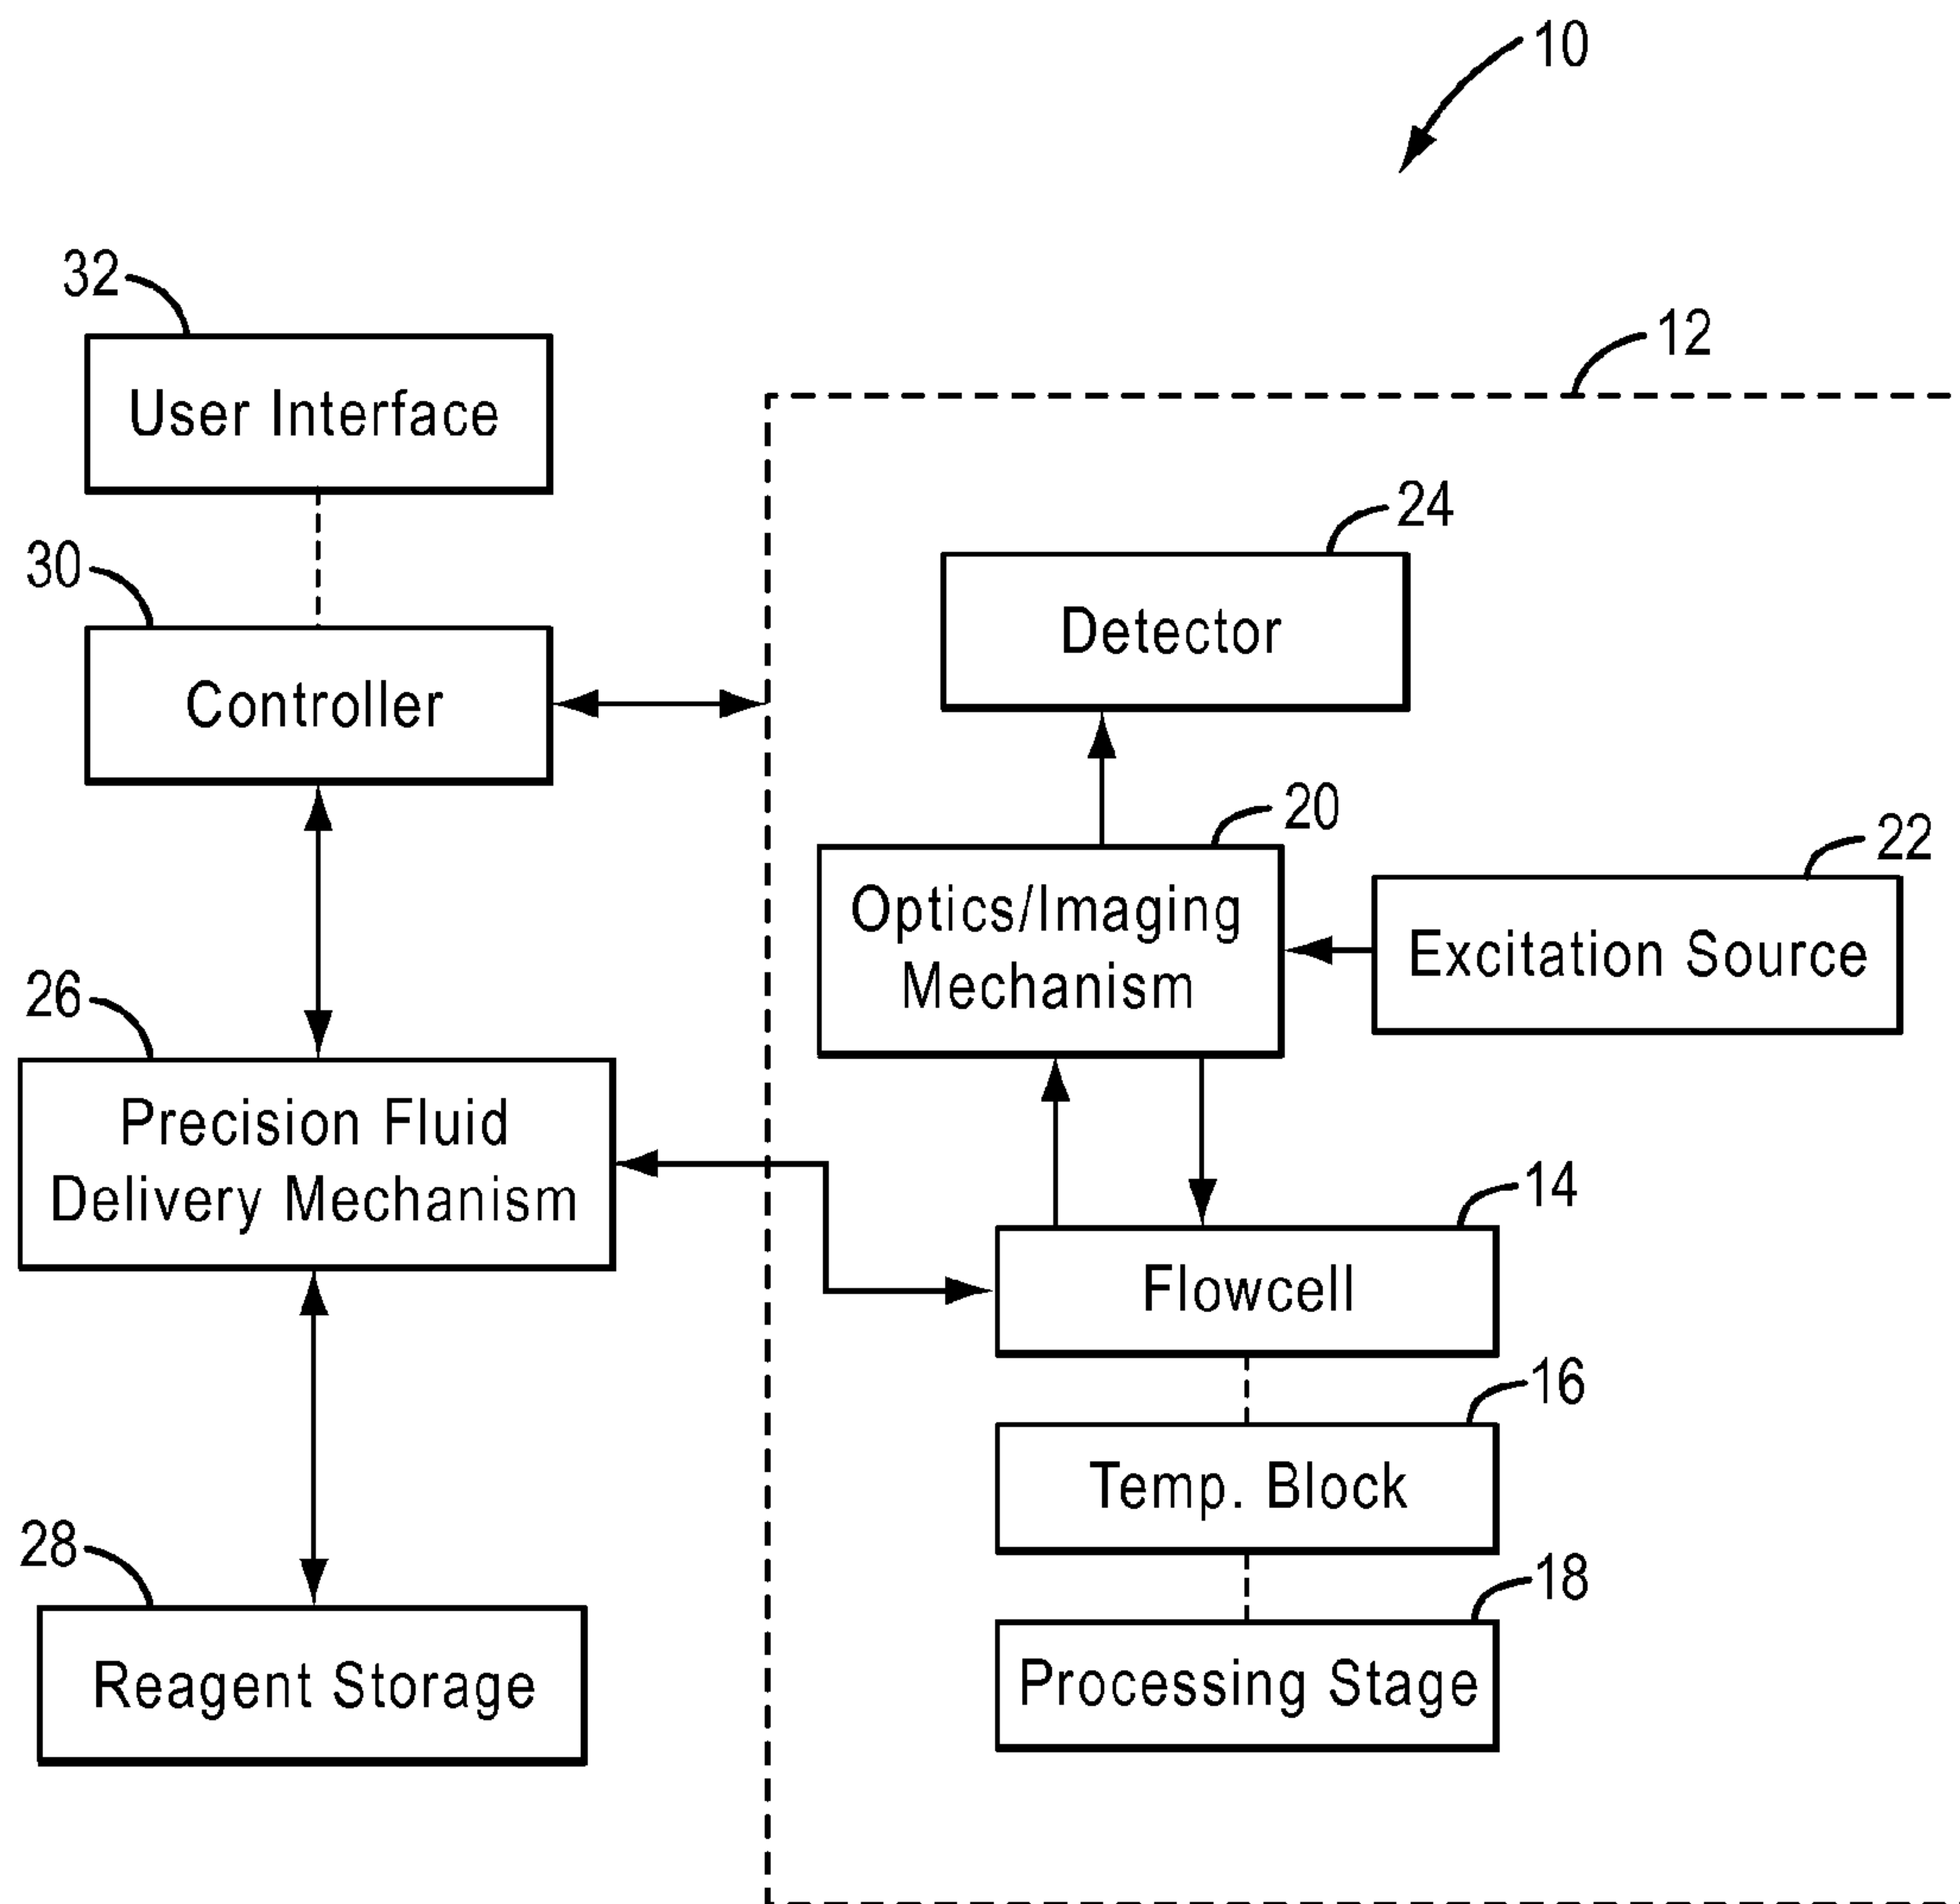 10
32
User Interface
12
30
Controller
24
Detector
20
Optics/Imaging
Mechanism
22
Excitation Source
26
Precision Fluid
Delivery Mechanism
14
Flowcell
16
Temp. Block
28
Reagent Storage
18
Processing Stage